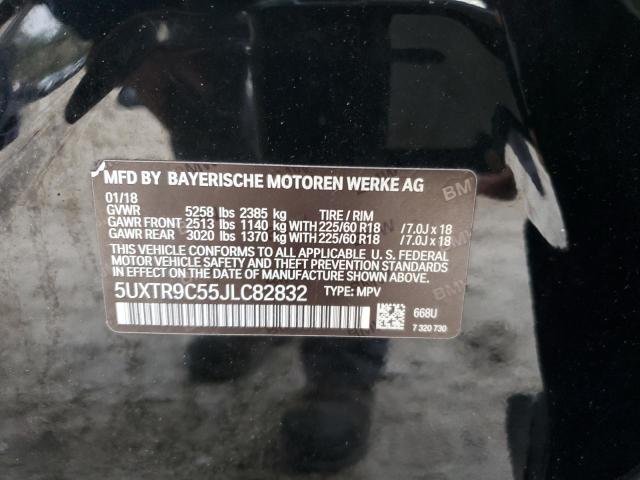 MFD BY BAYERISCHE MOTOREN WERKE AG
01/18
GVWR 5258 lbs 2385 kg TIRE / RIM
GAWR FRONT 2513 lbs 1140 kg WITH 225/60 R18 /7.0J x 18
GAWR REAR 3020 lbs 1370 kg WITH 225/60 R18 /7.0J x 18
THIS VEHICLE CONFORMS TO ALL APPLICABLE U. S. FEDERAL
MOTOR VEHICLE SAFETY AND THEFT PREVENTION STANDARDS
IN EFFECT ON THE DATE OF MANUFACTURE SHOWN ABOVE.
5UXTR9C55JLC82832 TYPE: MPV
668U
7 320 730